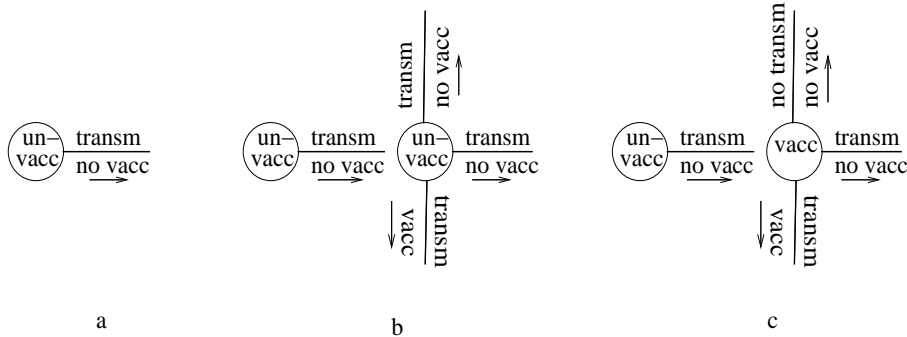 un−
vacc
transm
no vacc
a
un−
vacc
transm
no vacc
un−
vacc
transm
no vacc
transm
no vacc
vacc
transm
b
un−
vacc
transm
no vacc
vacc
no transm
no vacc
transm
no vacc
vacc
transm
c